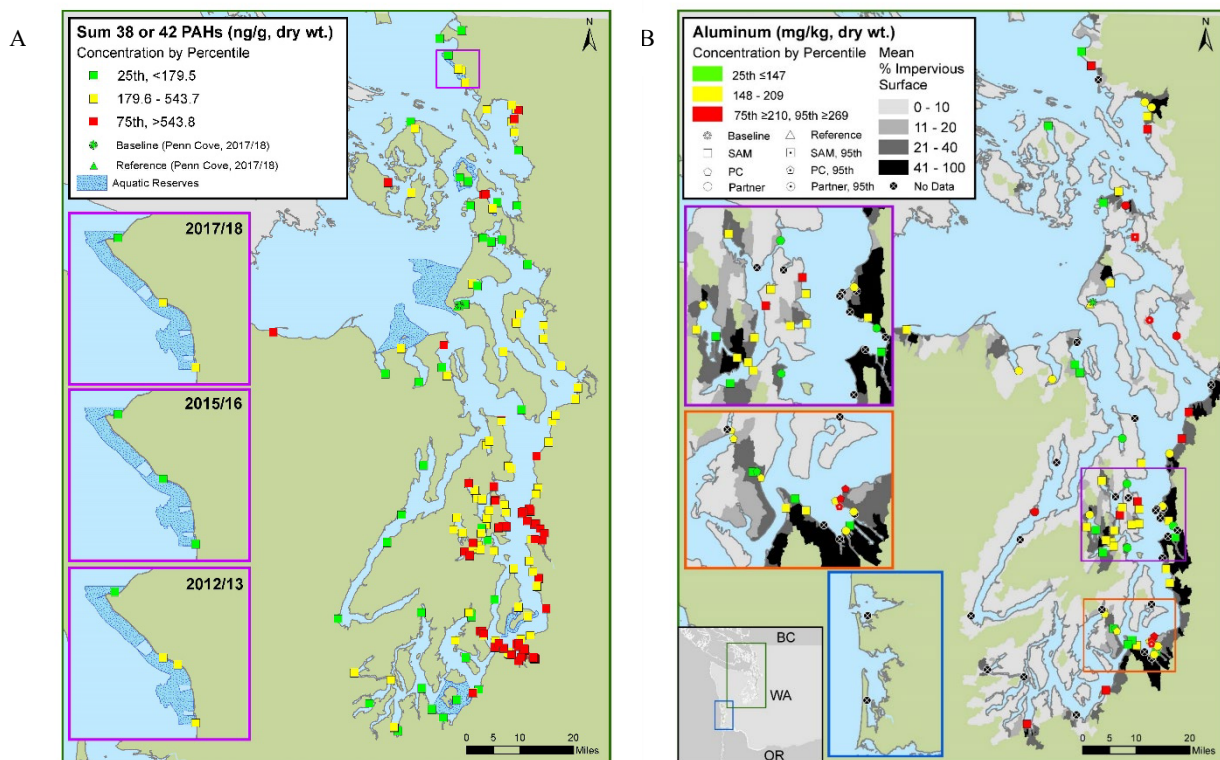 A
Sum 38 or 42 PAHs (ng/g, dry wt.)
Concentration by Percentile
25th, <179.5
179.6 - 543.7
75th, >543.8
Baseline (Penn Cove, 2017/18)
Reference (Penn Cove, 2017/18)
Aquatic Reserves
N
2017/18
2015/16
2012/13
0 5 10 20
Miles
B
Aluminum (mg/kg, dry wt.)
Concentration by Percentile
25th ≤147
148 - 209
75th ≥210, 95th ≥269
Baseline
Reference
SAM
SAM, 95th
PC
PC, 95th
Partner
Partner, 95th
Mean
% Impervious
Surface
0 - 10
11 - 20
21 - 40
41 - 100
No Data
N
BC
WA
OR
0 5 10 20
Miles